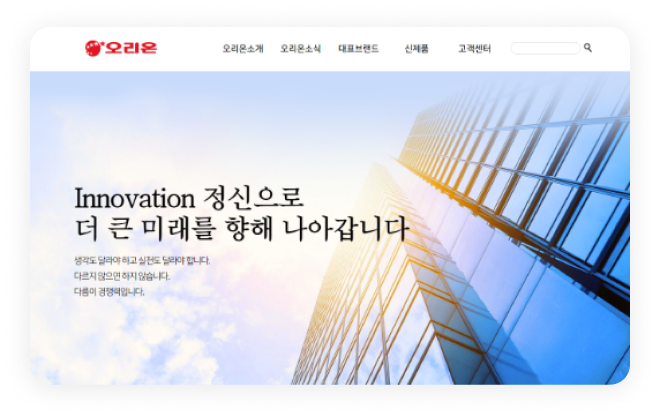 오리온
오리온소개 오리온소식 대표브랜드 신제품 고객센터
Innovation 정신으로
더 큰 미래를 향해 나아갑니다
생각도 달라야 하고 실천도 달라야 합니다.
다르지 않으면 하지 않습니다.
다름이 경쟁력입니다.